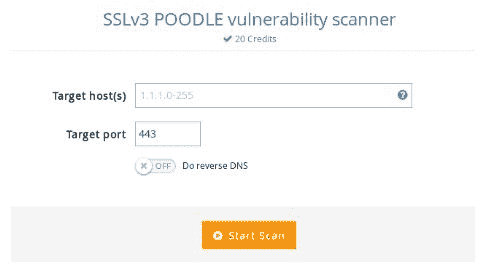 SSLv3 POODLE vulnerability scanner
20 Credits
Target host(s) 1.1.1.0-255
Target port 443
OFF Do reverse DNS
Start Scan